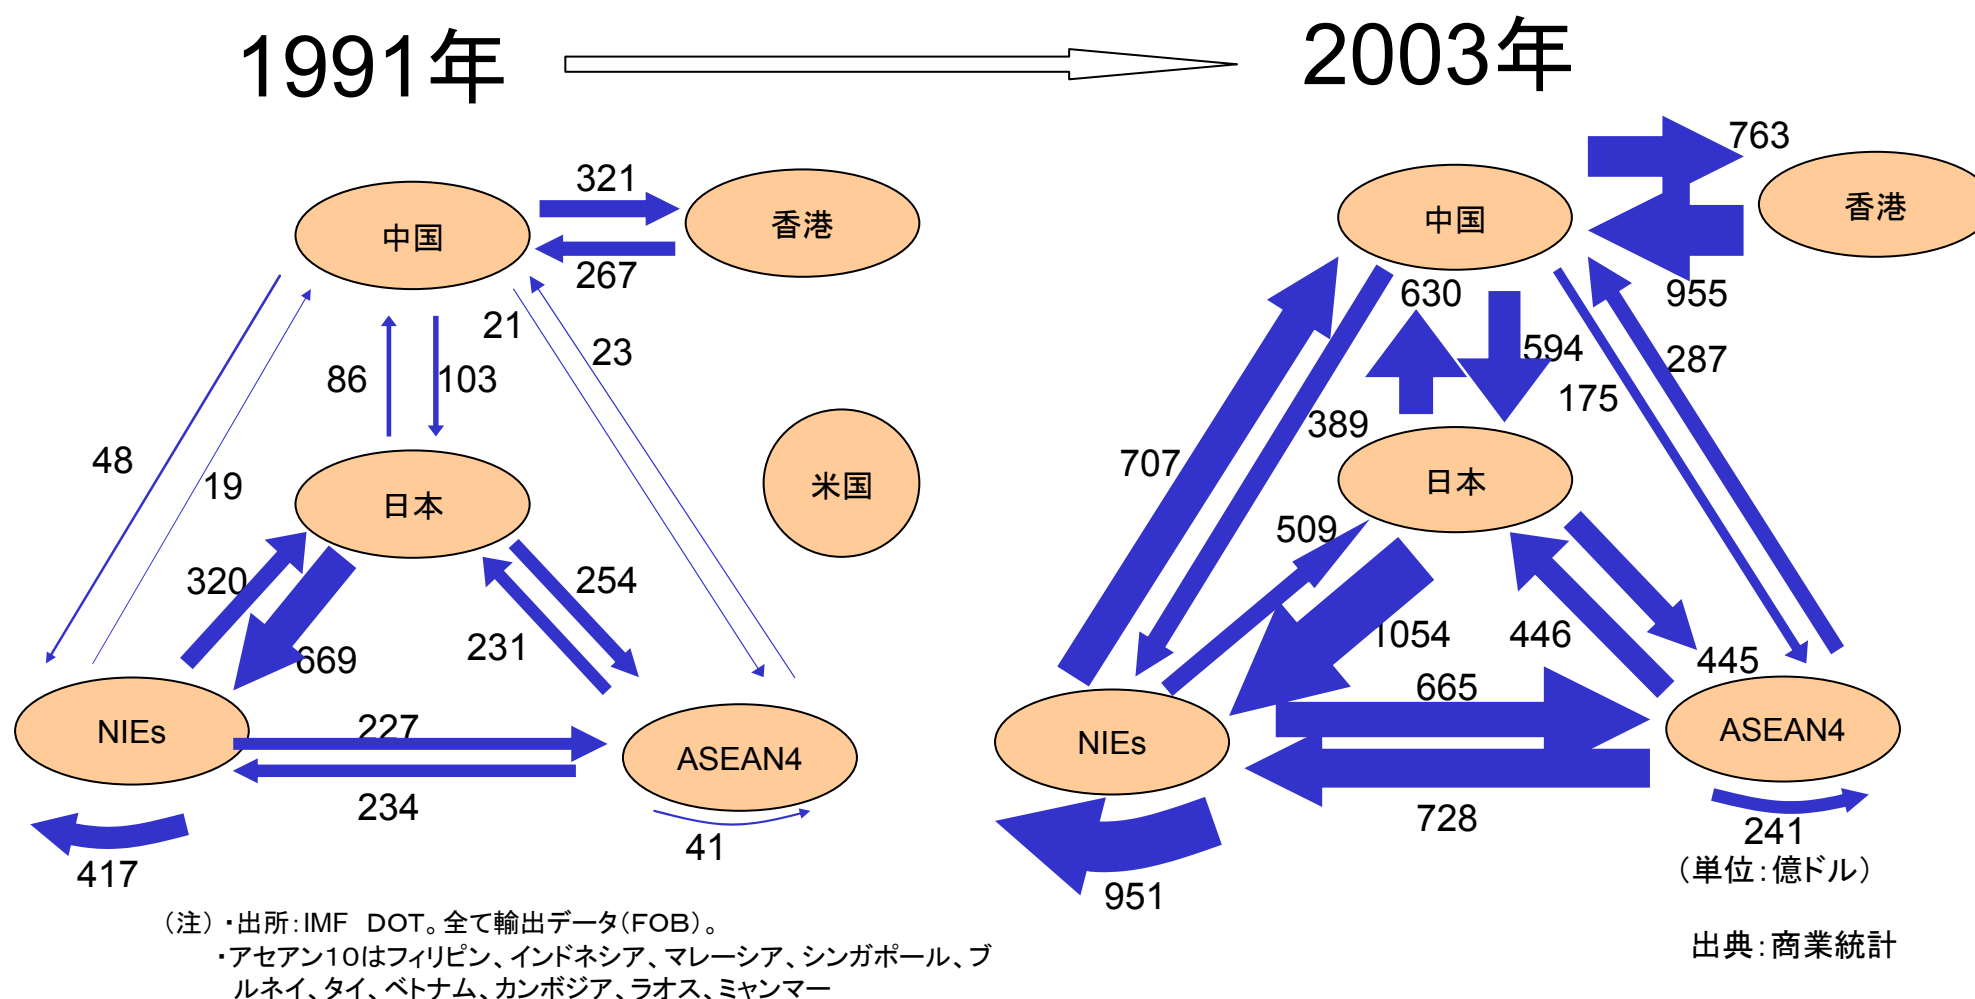 1991年
2003年
321
中国
香港
267
21
23
86
103
48
19
日本
米国
320
254
669
231
NIEs
227
ASEAN4
234
41
417
763
中国
香港
630
955
594
287
175
389
707
日本
509
1054
446
445
665
NIEs
ASEAN4
728
241
951
（単位：億ドル）
（注）・出所：IMF　DOT。全て輸出データ（FOB）。
・アセアン10はフィリピン、インドネシア、マレーシア、シンガポール、ブ
ルネイ、タイ、ベトナム、カンボジア、ラオス、ミャンマー
出典：商業統計